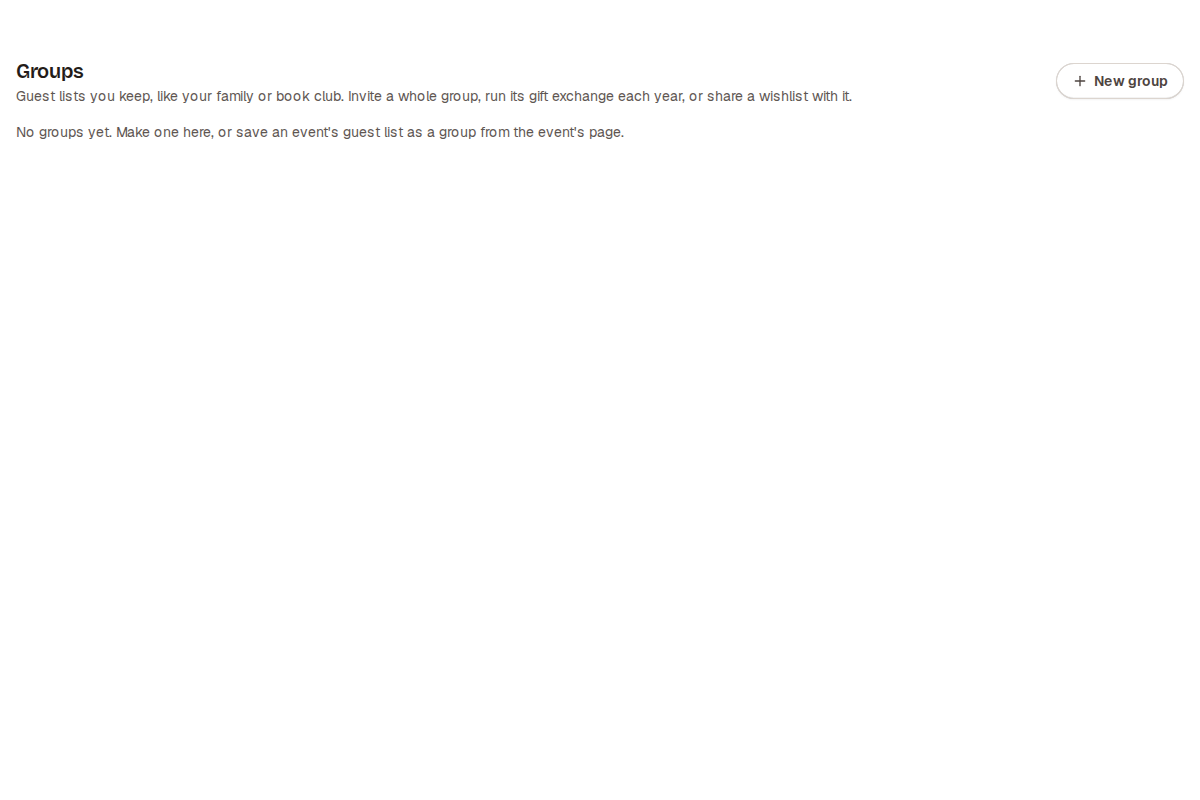 Groups
New group
Guest lists you keep, like your family or book club. Invite a whole group, run its gift exchange each year, or share a wishlist with it.
No groups yet. Make one here, or save an event's guest list as a group from the event's page.